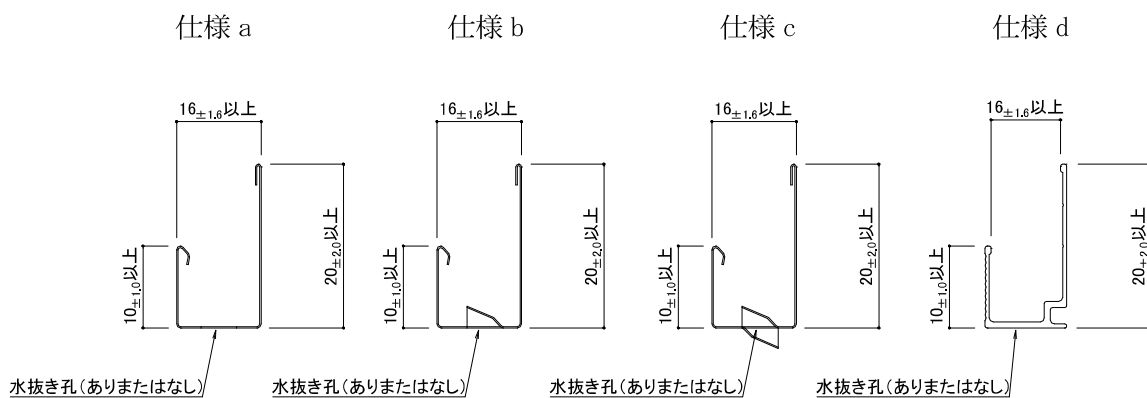 仕様 a
仕様 b
仕様 c
仕様 d
16±1.6以上
16±1.6以上
16±1.6以上
16±1.6以上
10±1.0以上
20±2.0以上
10±1.0以上
20±2.0以上
10±1.0以上
20±2.0以上
10±1.0以上
20±2.0以上
水抜き孔(ありまたはなし)
水抜き孔(ありまたはなし)
水抜き孔(ありまたはなし)
水抜き孔(ありまたはなし)